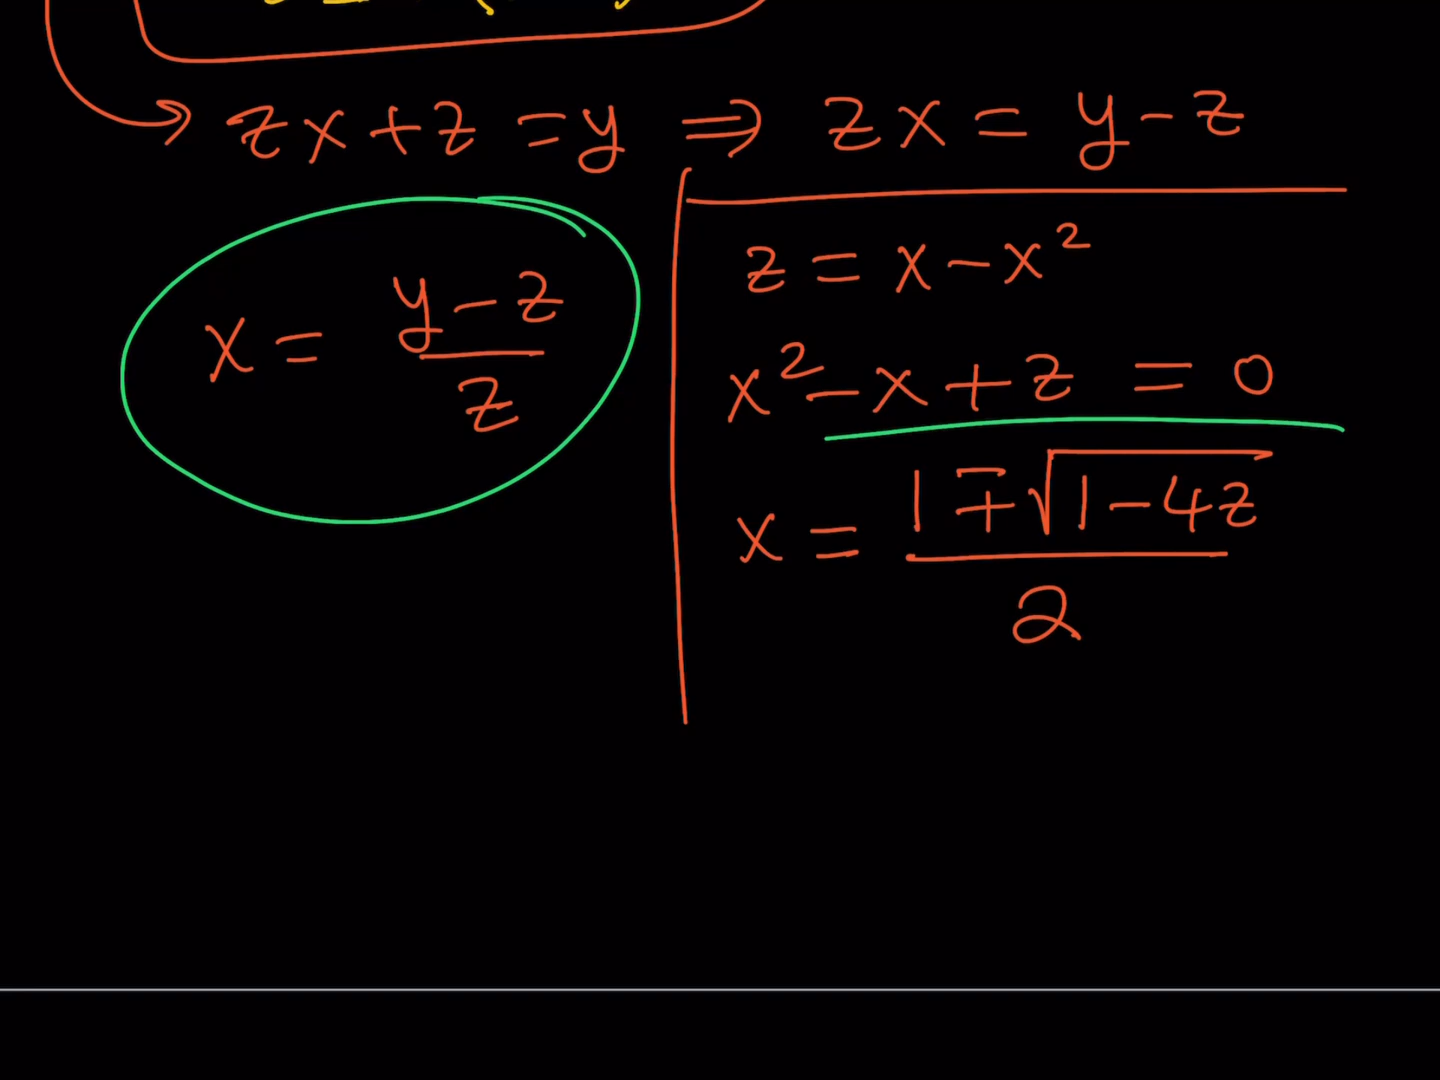 zx+z=y ⇒ zx=y−z
x = (y−z)/z
z = x−x²
x²−x+z = 0
x = (1∓√(1−4z))/2